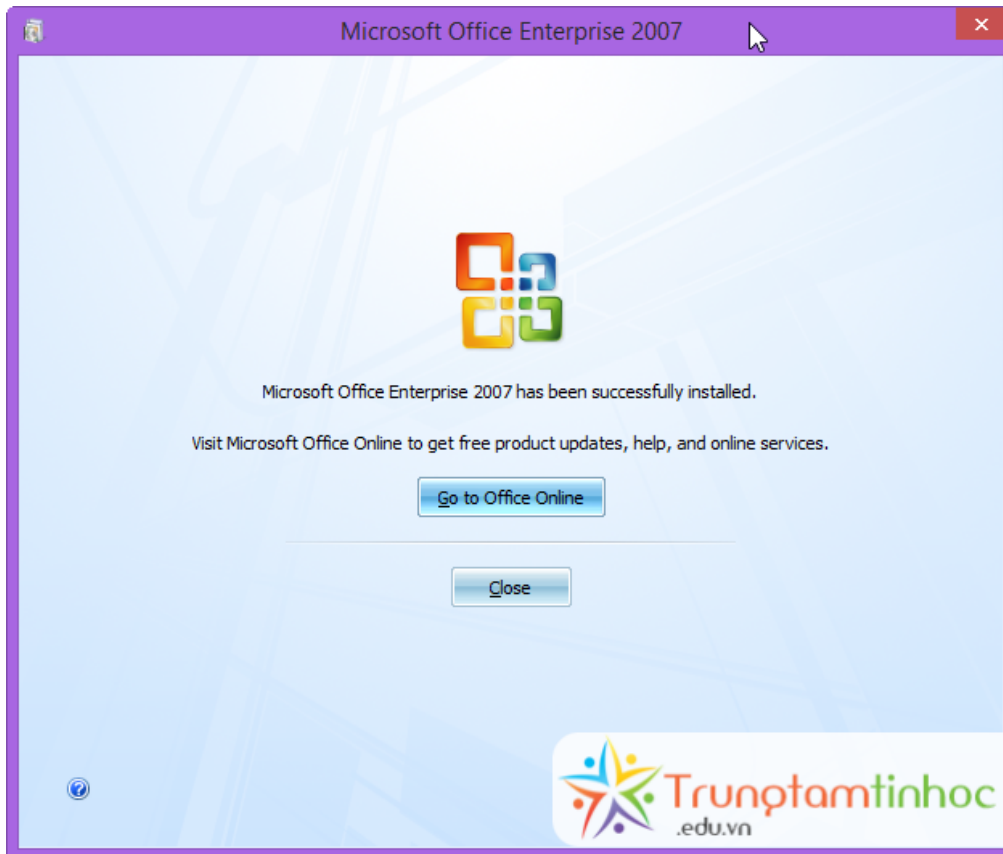 Microsoft Office Enterprise 2007
Microsoft Office Enterprise 2007 has been successfully installed.
Visit Microsoft Office Online to get free product updates, help, and online services.
Go to Office Online
Close
?
Trungtamtinhoc
.edu.vn